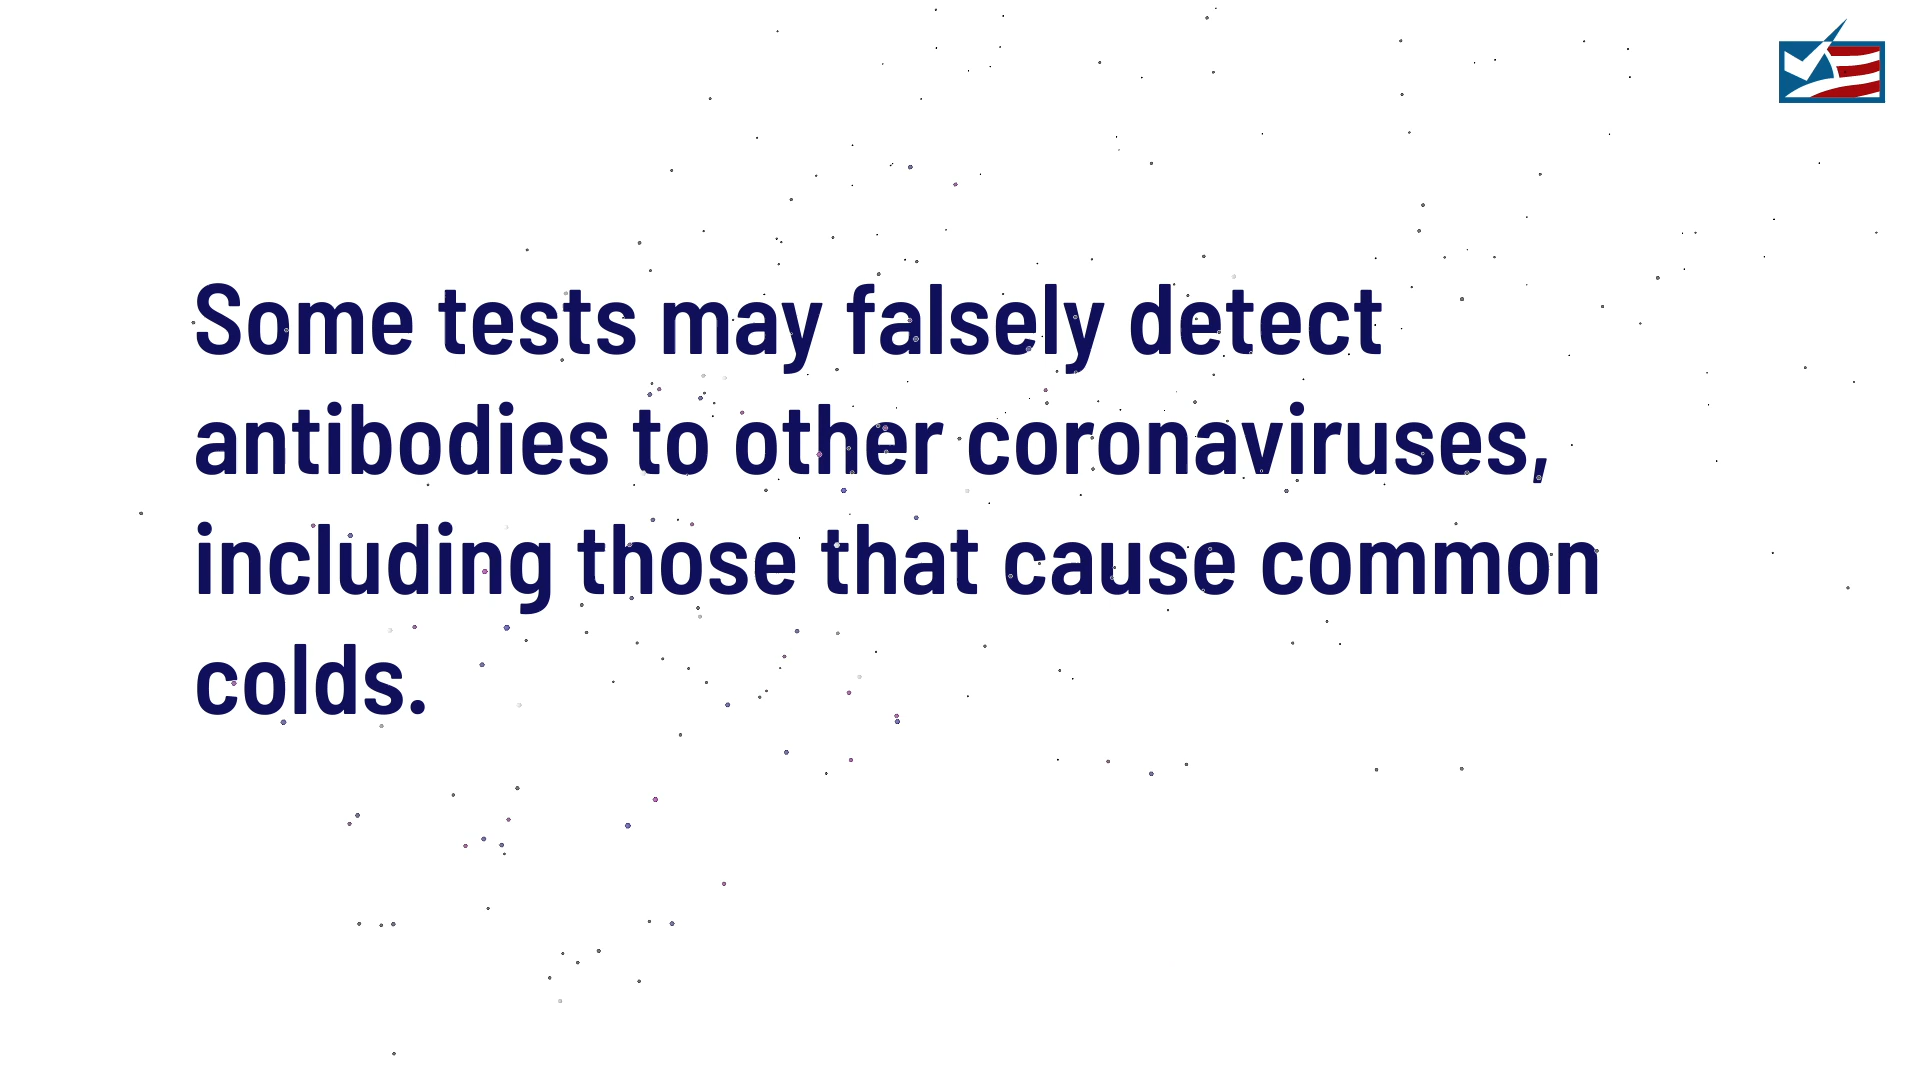 Some tests may falsely detect
antibodies to other coronaviruses,
including those that cause common
colds.